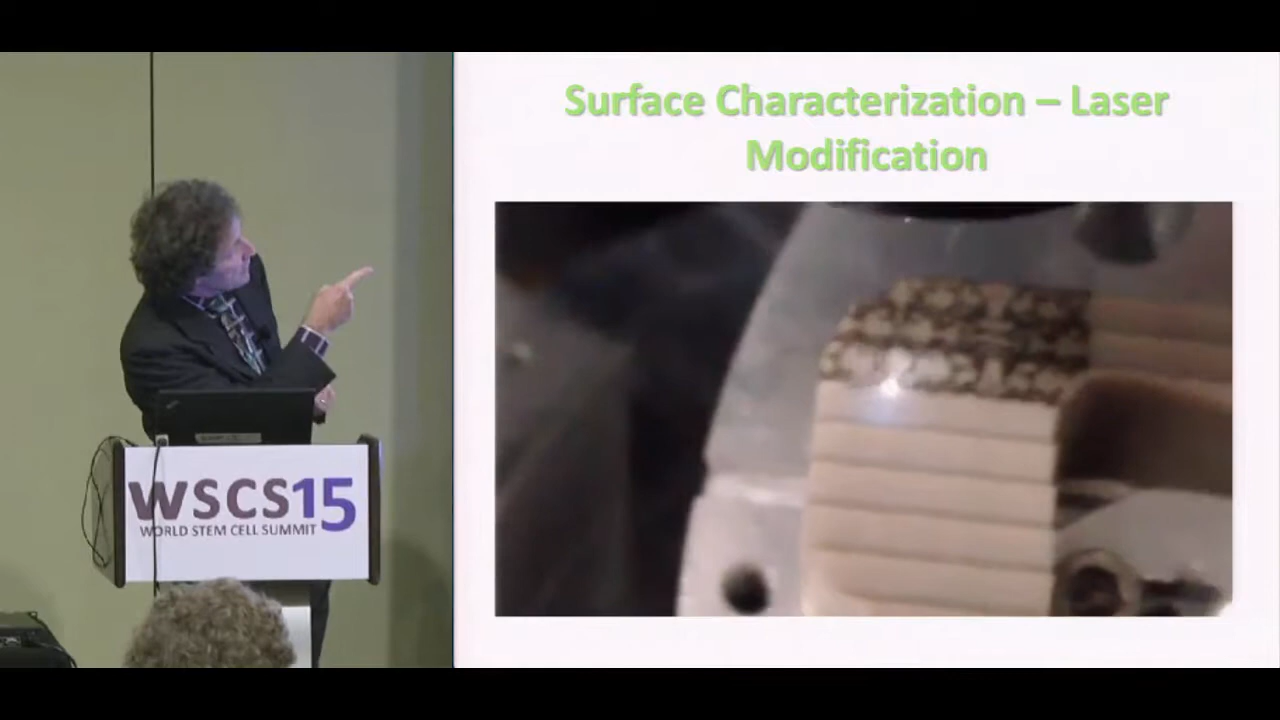 Surface Characterization – Laser
Modification
WSCS15
WORLD STEM CELL SUMMIT